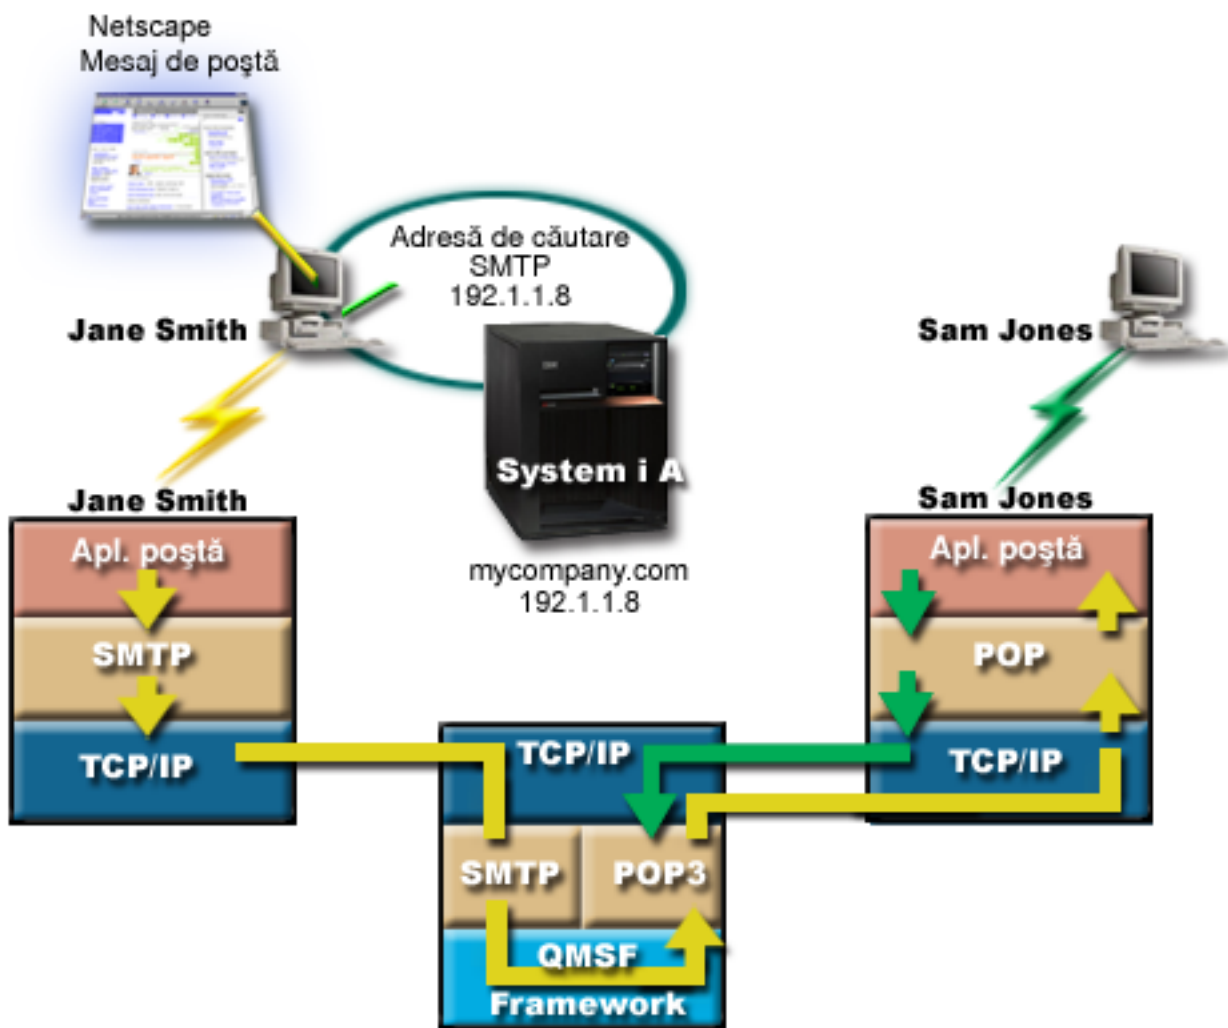 Netscape
Mesaj de poştă
Adresă de căutare
SMTP
192.1.1.8
Jane Smith
Sam Jones
System i A
mycompany.com
192.1.1.8
Jane Smith
Apl. poştă
SMTP
TCP/IP
Sam Jones
Apl. poştă
POP
TCP/IP
TCP/IP
SMTP
POP3
QMSF
Framework